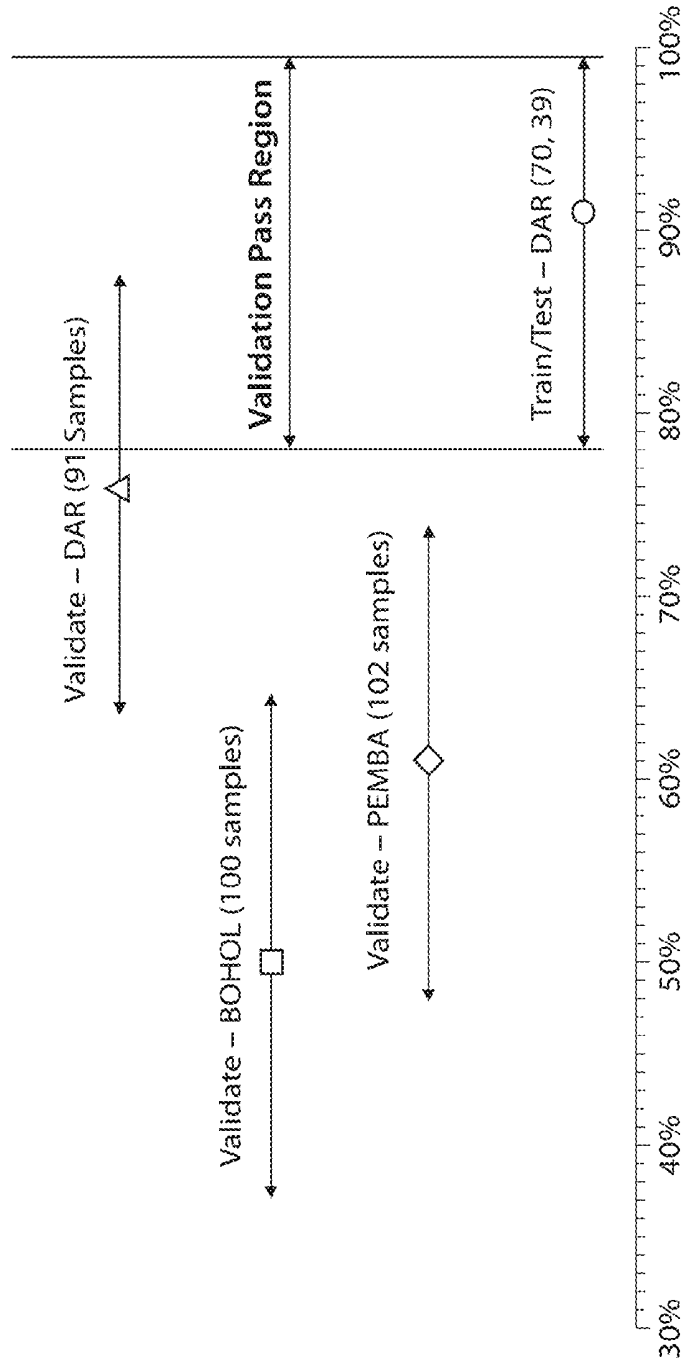 Validate – DAR (91 Samples)
Validate – BOHOL (100 samples)
Validation Pass Region
Validate – PEMBA (102 samples)
Train/Test – DAR (70, 39)
30%
40%
50%
60%
70%
80%
90%
100%